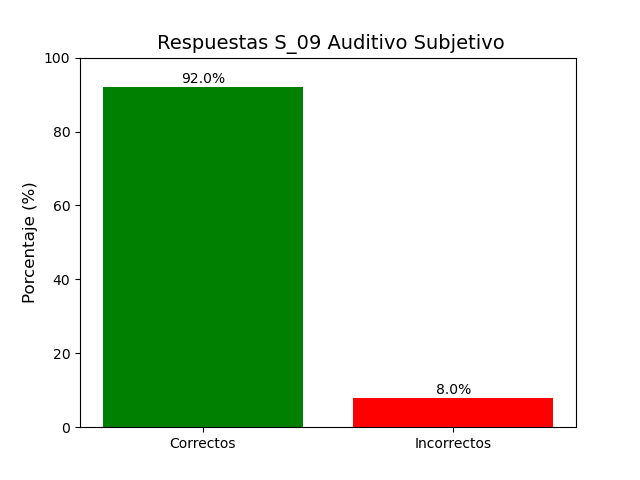 Respuestas S_09 Auditivo Subjetivo
Porcentaje (%)
100
80
60
40
20
0
92.0%
8.0%
Correctos
Incorrectos